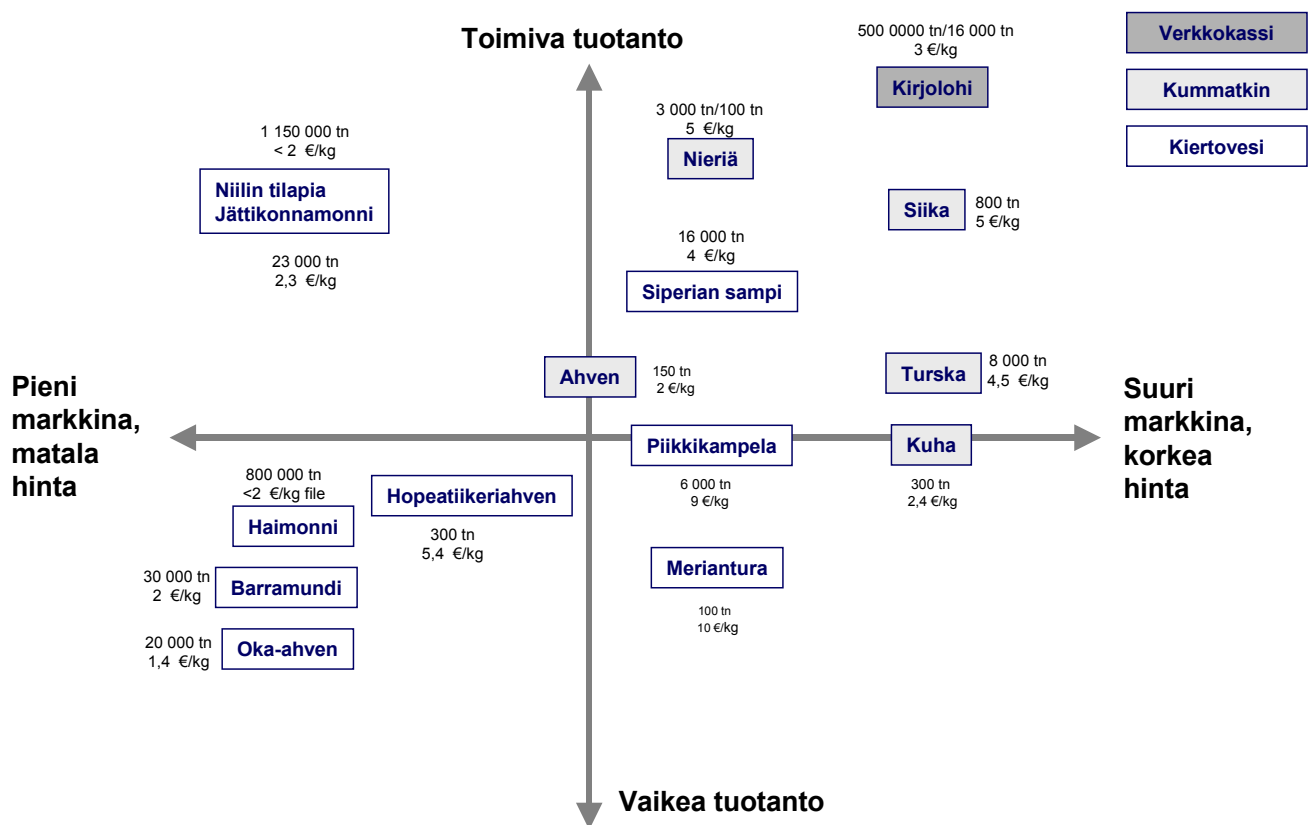 Toimiva tuotanto
500 0000 tn/16 000 tn
3 €/kg
Kirjolohi
Verkkokassi
Kummatkin
Kiertovesi
3 000 tn/100 tn
5 €/kg
Nieriä
1 150 000 tn
< 2 €/kg
Niilin tilapia
Jättikonnamonni
23 000 tn
2,3 €/kg
Siika
800 tn
5 €/kg
16 000 tn
4 €/kg
Siperian sampi
Ahven
150 tn
2 €/kg
Turska
8 000 tn
4,5 €/kg
Pieni
markkina,
matala
hinta
Suuri
markkina,
korkea
hinta
Piikkikampela
6 000 tn
9 €/kg
Kuha
300 tn
2,4 €/kg
800 000 tn
<2 €/kg file
Haimonni
Hopeatiikeriahven
300 tn
5,4 €/kg
30 000 tn
2 €/kg
Barramundi
Meriantura
100 tn
10 €/kg
20 000 tn
1,4 €/kg
Oka-ahven
Vaikea tuotanto